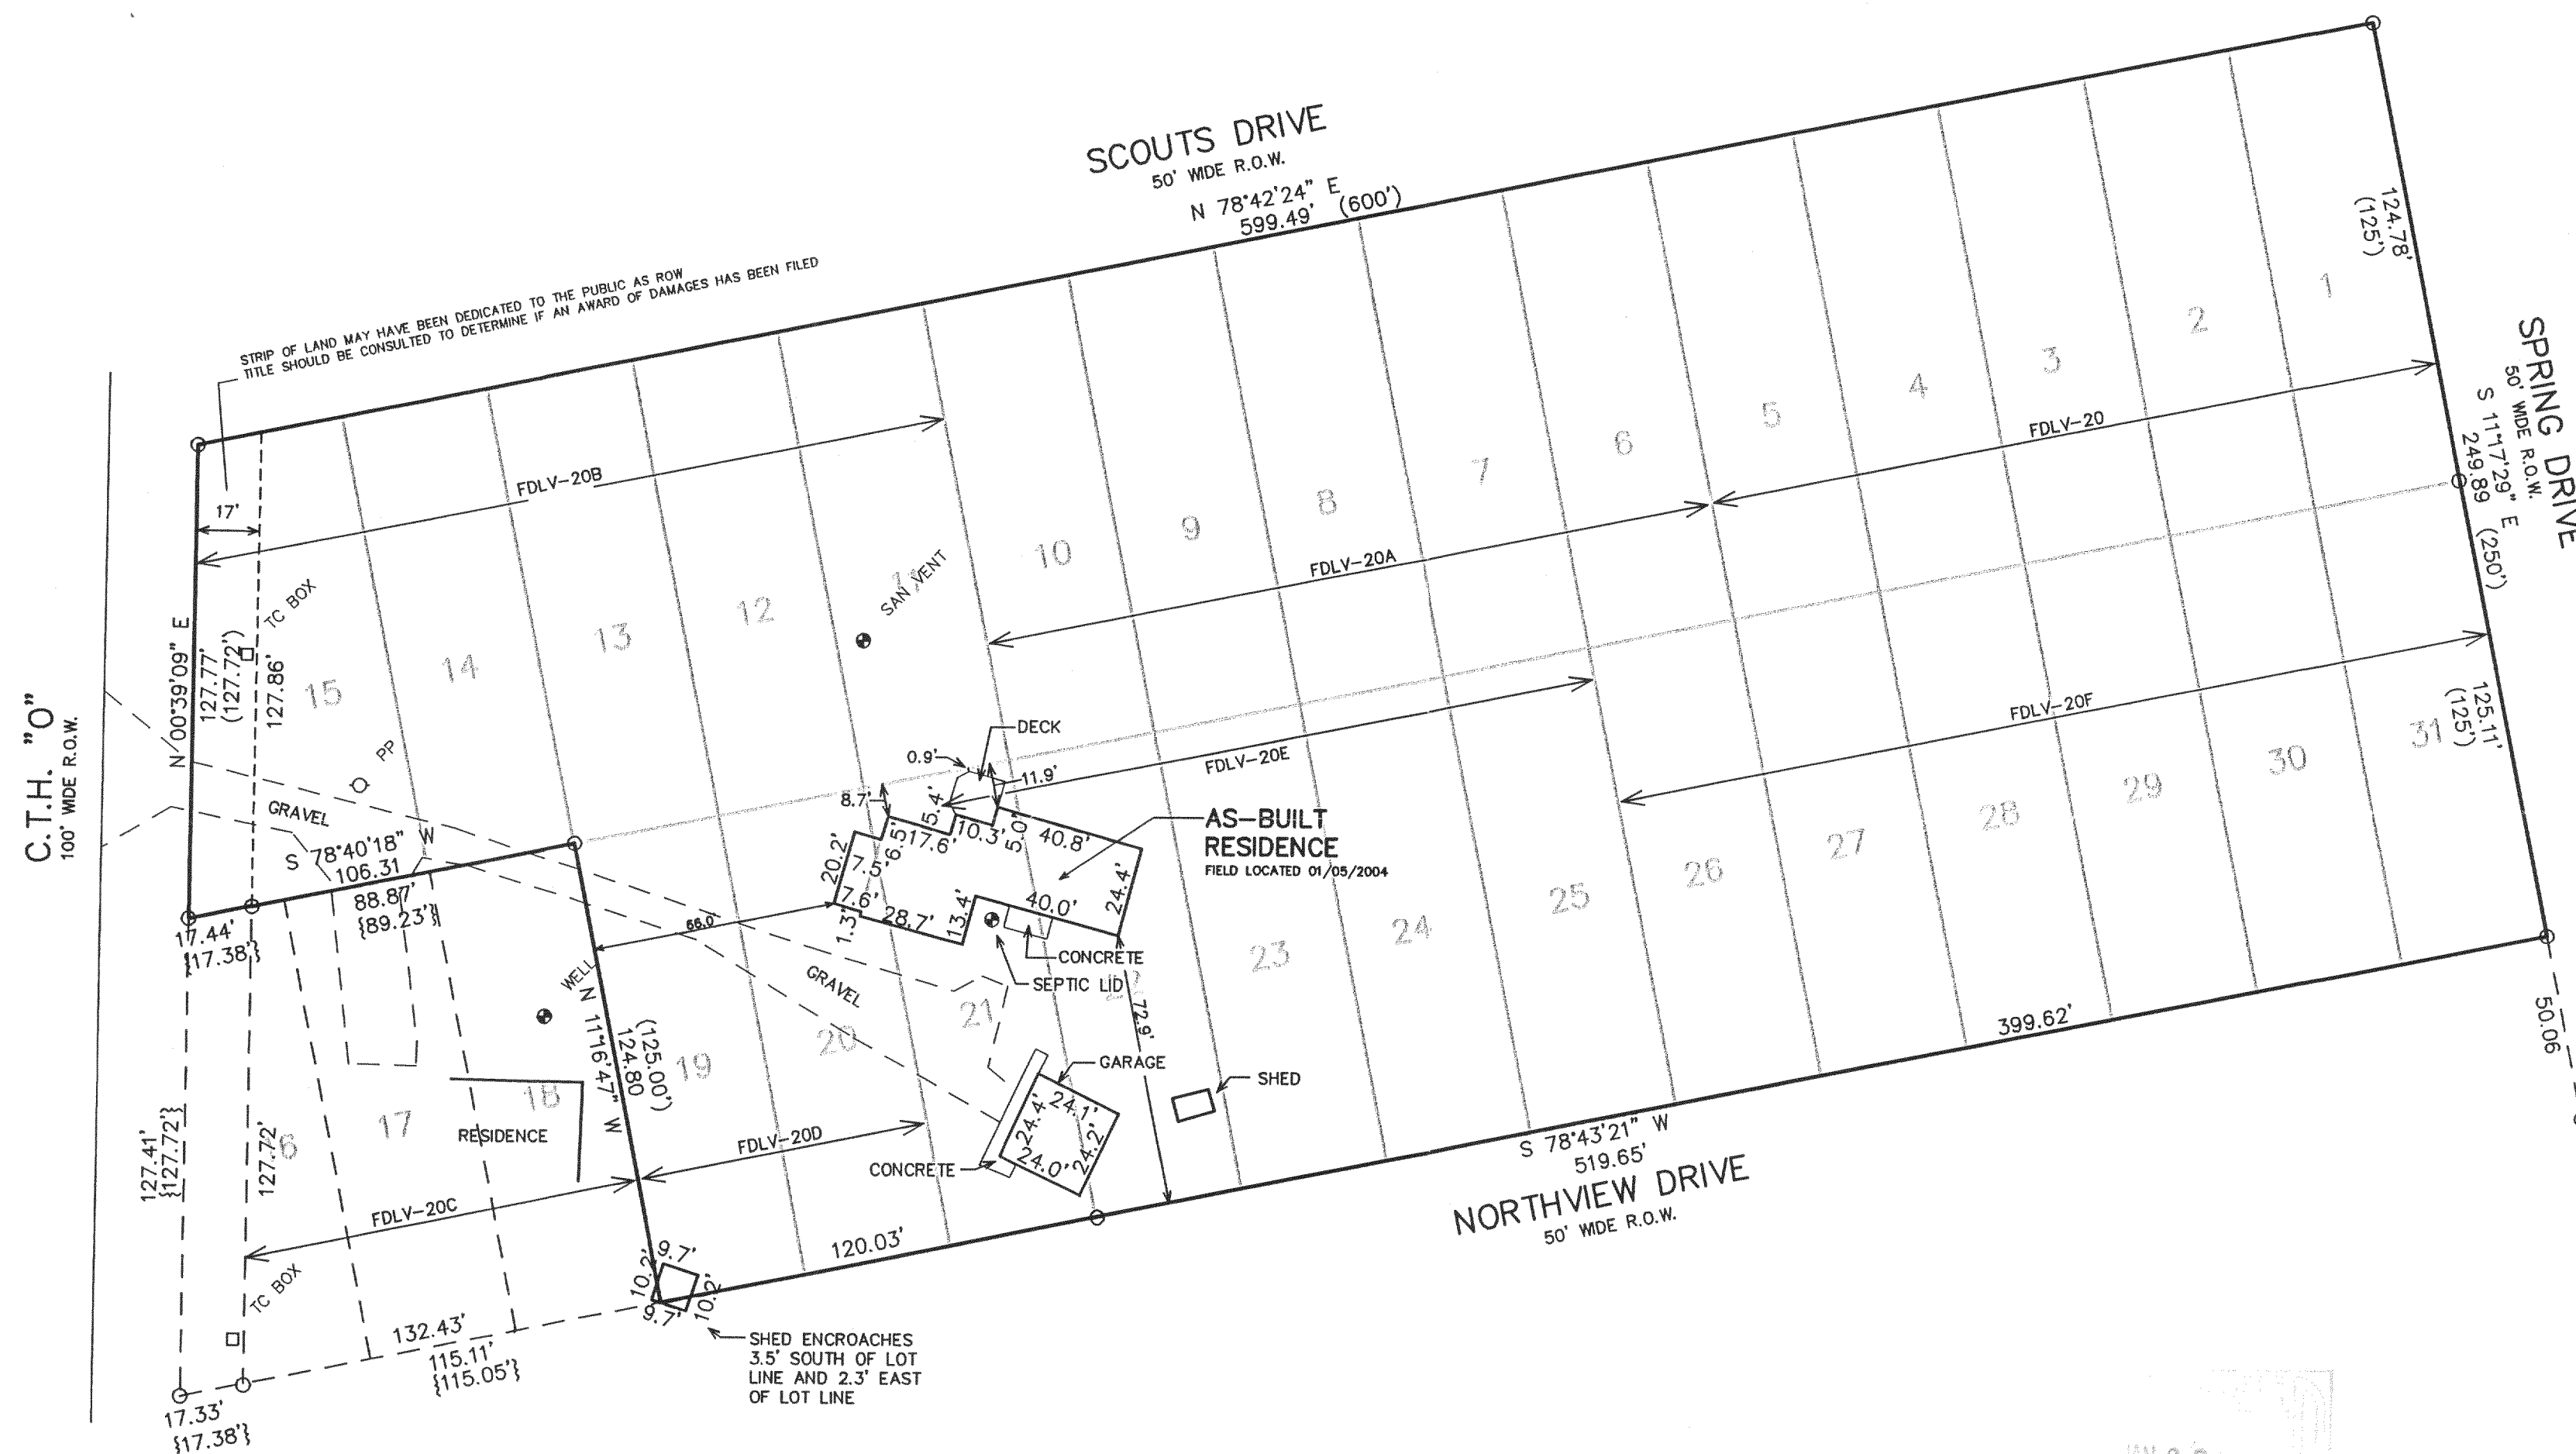 SCOUTS DRIVE
50' WIDE R.O.W.
N 78°42'24" E
599.49' (600')
STRIP OF LAND MAY HAVE BEEN DEDICATED TO THE PUBLIC AS ROW
TITLE SHOULD BE CONSULTED TO DETERMINE IF AN AWARD OF DAMAGES HAS BEEN FILED
124.78'
(125')
SPRING DRIVE
50' WIDE R.O.W.
S 11°17'29" E
249.89 (250')
125.11'
(125')
1
2
3
4
5
6
7
8
9
10
12
13
14
15
FDLV-20
FDLV-20A
FDLV-20B
17'
TC BOX
SAN VENT
C.T.H. "O"
100' WIDE R.O.W.
N 00°39'09" E
127.77'
(127.72')
127.86'
PP
GRAVEL
S 78°40'18" W
106.31
88.87'
{89.23'}
17.44'
{17.38'}
DECK
0.9'
11.9'
8.7'
5.4'
FDLV-20E
FDLV-20F
AS-BUILT
RESIDENCE
FIELD LOCATED 01/05/2004
20.2'
7.5'
6.5'
17.6'
10.3'
5.0'
40.8'
24.4'
40.0'
13.4'
28.7'
7.6'
1.3'
66.0'
CONCRETE
SEPTIC LID
GRAVEL
WELL
N 11°16'47" W
124.80
(125.00')
72.9'
17
18
19
20
21
22
23
24
25
26
27
28
29
30
31
RESIDENCE
127.41'
{127.72'}
127.72'
FDLV-20C
FDLV-20D
GARAGE
24.1'
24.4'
24.2'
24.0'
CONCRETE
SHED
399.62'
50.06
S 78°43'21" W
519.65'
NORTHVIEW DRIVE
50' WIDE R.O.W.
120.03'
9.7'
10.2'
10.2'
9.7'
TC BOX
132.43'
115.11'
{115.05'}
17.33'
{17.38'}
SHED ENCROACHES
3.5' SOUTH OF LOT
LINE AND 2.3' EAST
OF LOT LINE